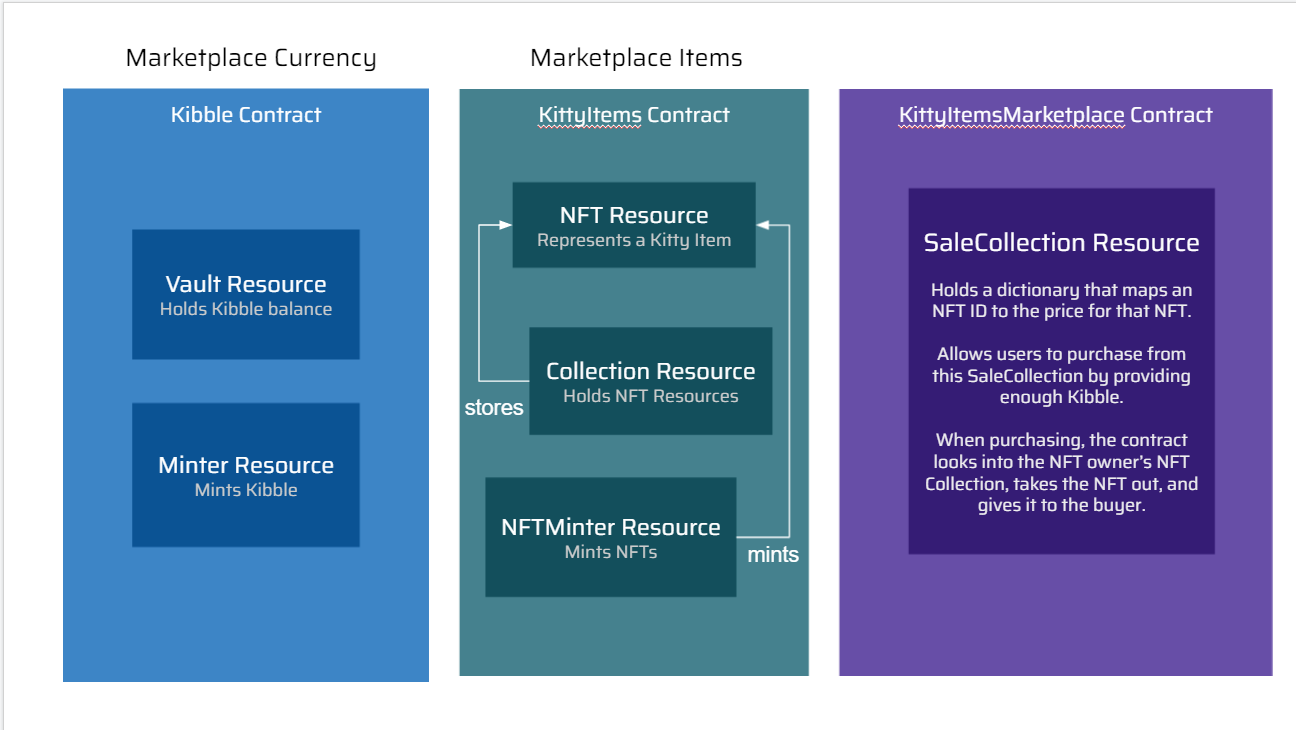 Marketplace Currency
Marketplace Items
Kibble Contract
Vault Resource
Holds Kibble balance
Minter Resource
Mints Kibble
KittyItems Contract
NFT Resource
Represents a Kitty Item
Collection Resource
Holds NFT Resources
stores
NFTMinter Resource
Mints NFTs
mints
KittyItemsMarketplace Contract
SaleCollection Resource
Holds a dictionary that maps an
NFT ID to the price for that NFT.
Allows users to purchase from
this SaleCollection by providing
enough Kibble.
When purchasing, the contract
looks into the NFT owner's NFT
Collection, takes the NFT out, and
gives it to the buyer.